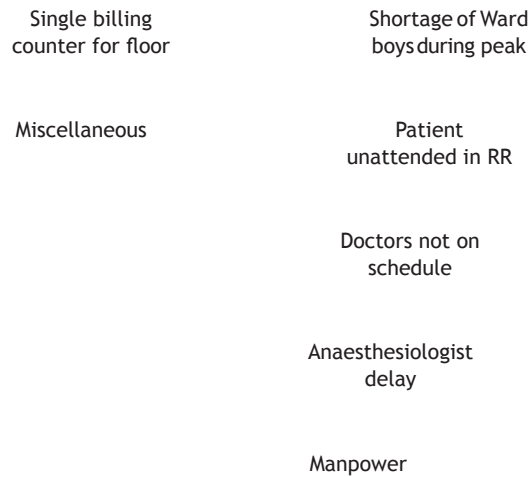 Single billing
counter for floor
Shortage of Ward
boys during peak
Miscellaneous
Patient
unattended in RR
Doctors not on
schedule
Anaesthesiologist
delay
Manpower